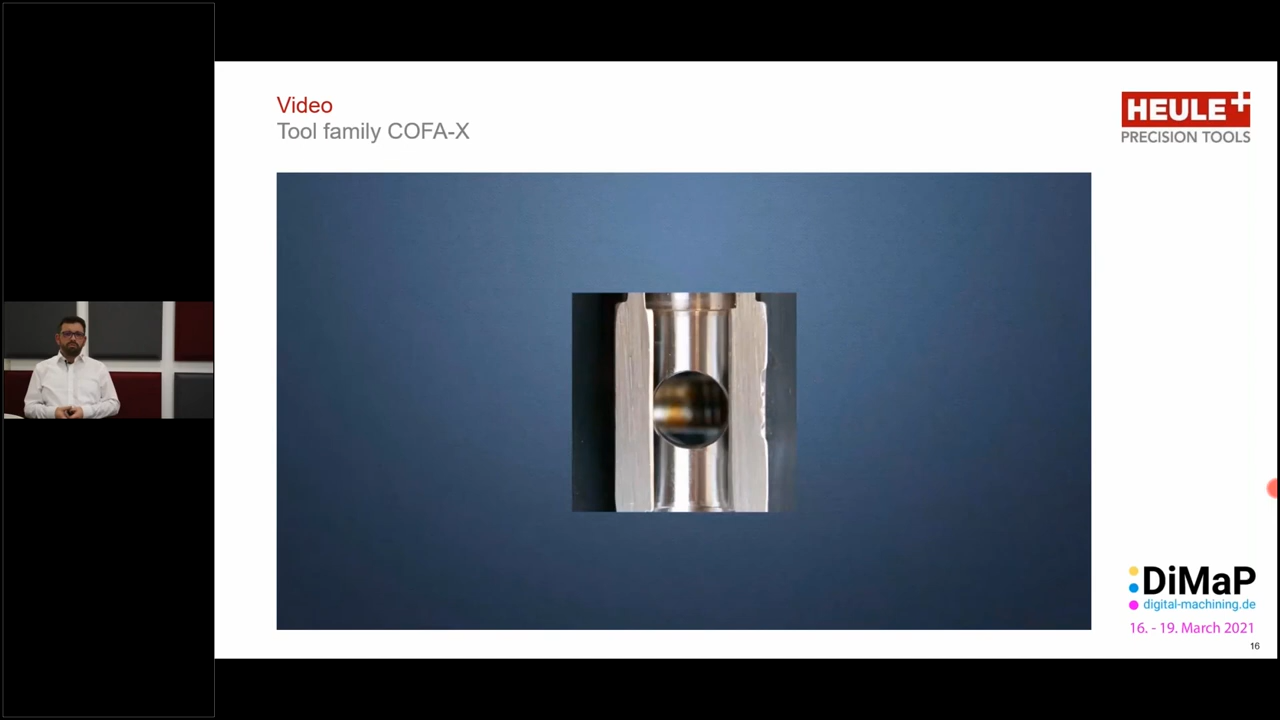 Video
Tool family COFA-X
HEULE+
PRECISION TOOLS
DiMaP
digital-machining.de
16. - 19. March 2021
16